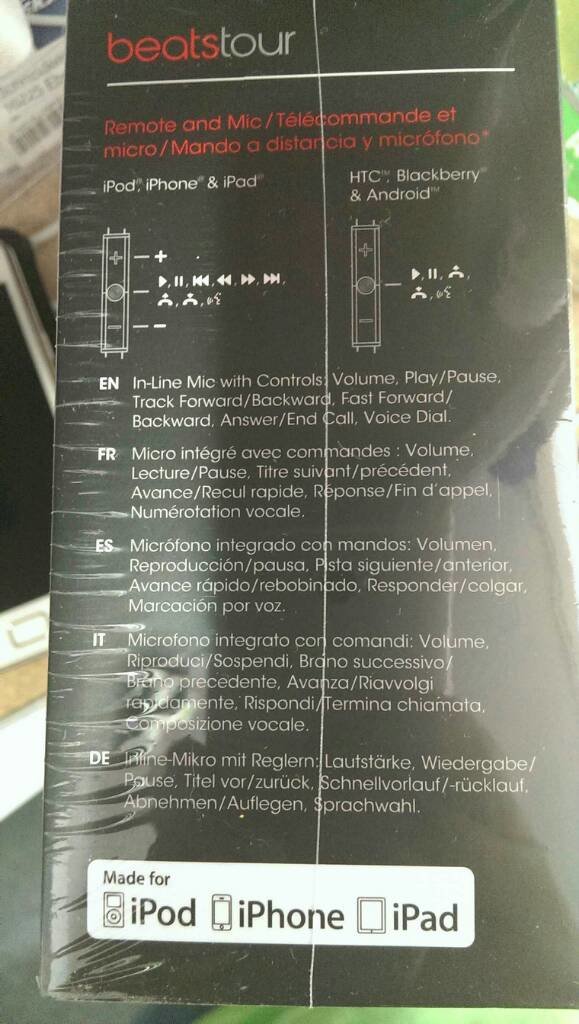 beatstour
Remote and Mic/Télécommande et
micro/Mando a distancia y micrófono*
iPod®, iPhone® & iPad®
HTC™, Blackberry®
& Android™
+
–
EN In-Line Mic with Controls: Volume, Play/Pause,
Track Forward/Backward, Fast Forward/
Backward, Answer/End Call, Voice Dial.
FR Micro intégré avec commandes : Volume,
Lecture/Pause, Titre suivant/précédent,
Avance/Recul rapide, Réponse/Fin d'appel,
Numérotation vocale.
ES Micrófono integrado con mandos: Volumen,
Reproducción/pausa, Pista siguiente/anterior,
Avance rápido/rebobinado, Responder/colgar,
Marcación por voz.
IT Microfono integrato con comandi: Volume,
Riproduci/Sospendi, Brano successivo/
Brano precedente, Avanza/Riavvolgi
rapidamente, Rispondi/Termina chiamata,
Composizione vocale.
DE Inline-Mikro mit Reglern: Lautstärke, Wiedergabe/
Pause, Titel vor/zurück, Schnellvorlauf/-rücklauf,
Abnehmen/Auflegen, Sprachwahl.
Made for
iPod iPhone iPad